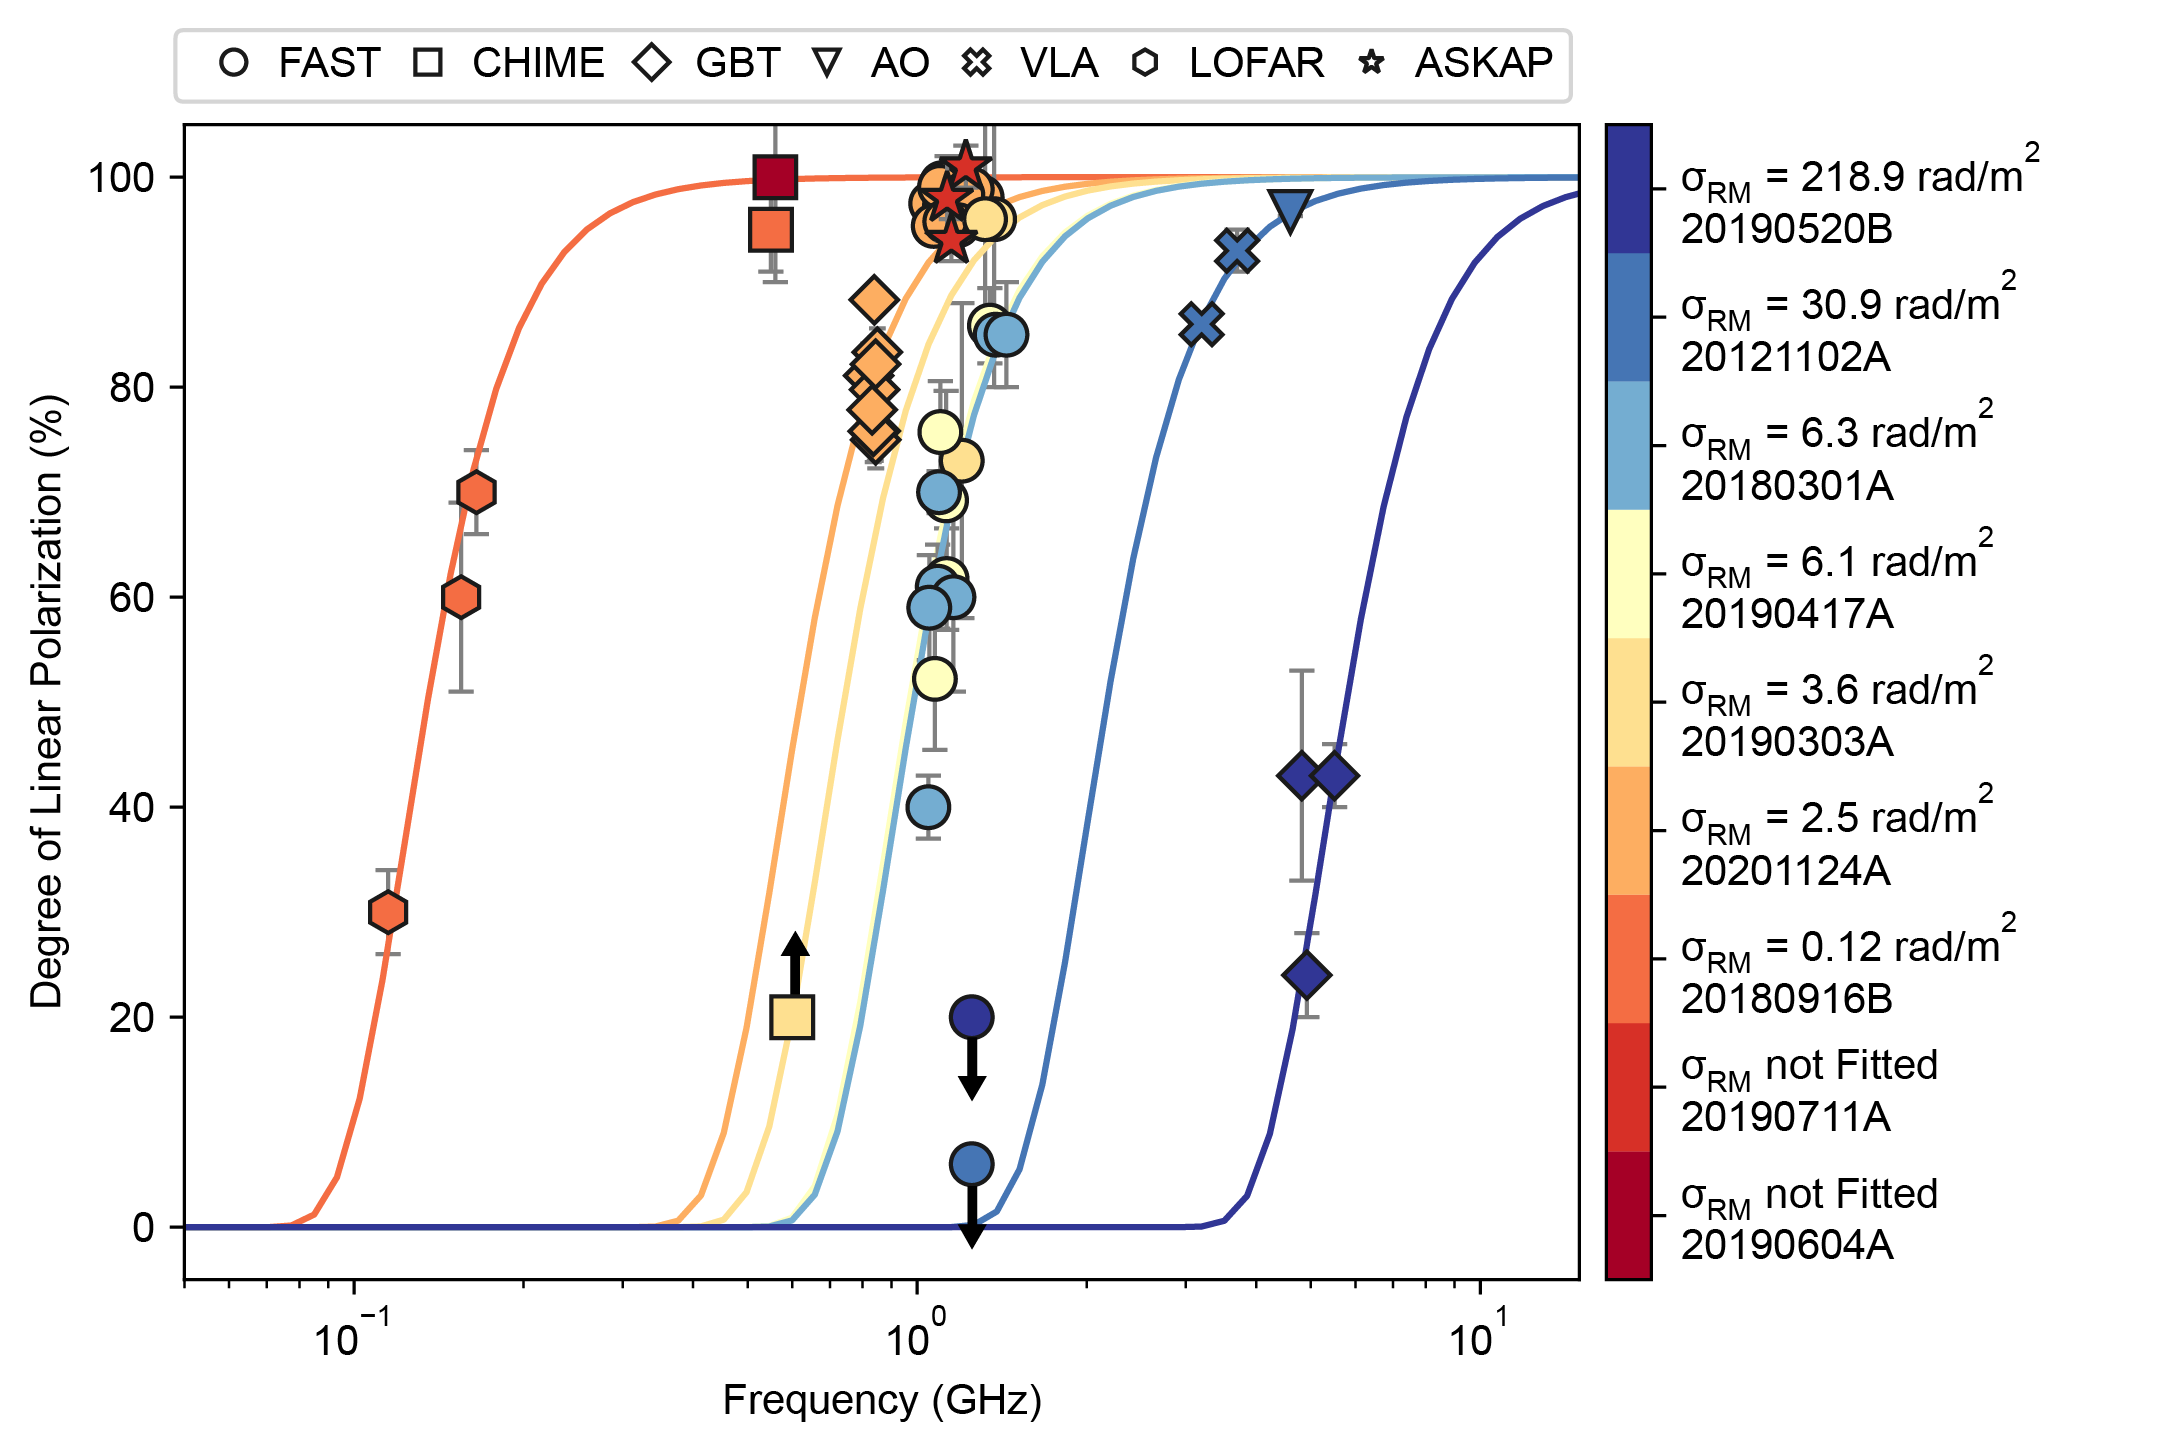 FAST CHIME GBT AO VLA LOFAR ASKAP
Degree of Linear Polarization (%)
100
80
60
40
20
0
10⁻¹ 10⁰ 10¹
Frequency (GHz)
σRM = 218.9 rad/m²
20190520B
σRM = 30.9 rad/m²
20121102A
σRM = 6.3 rad/m²
20180301A
σRM = 6.1 rad/m²
20190417A
σRM = 3.6 rad/m²
20190303A
σRM = 2.5 rad/m²
20201124A
σRM = 0.12 rad/m²
20180916B
σRM not Fitted
20190711A
σRM not Fitted
20190604A